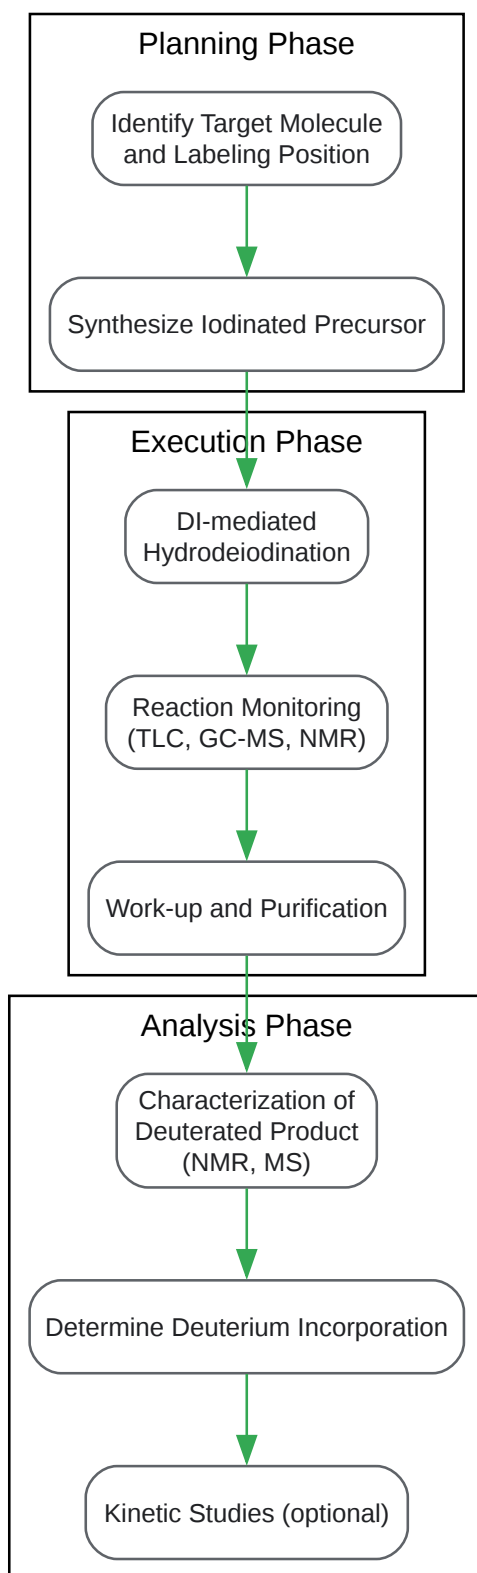 Planning Phase
Identify Target Molecule
and Labeling Position
Synthesize Iodinated Precursor
Execution Phase
DI-mediated
Hydrodeiodination
Reaction Monitoring
(TLC, GC-MS, NMR)
Work-up and Purification
Analysis Phase
Characterization of
Deuterated Product
(NMR, MS)
Determine Deuterium Incorporation
Kinetic Studies (optional)